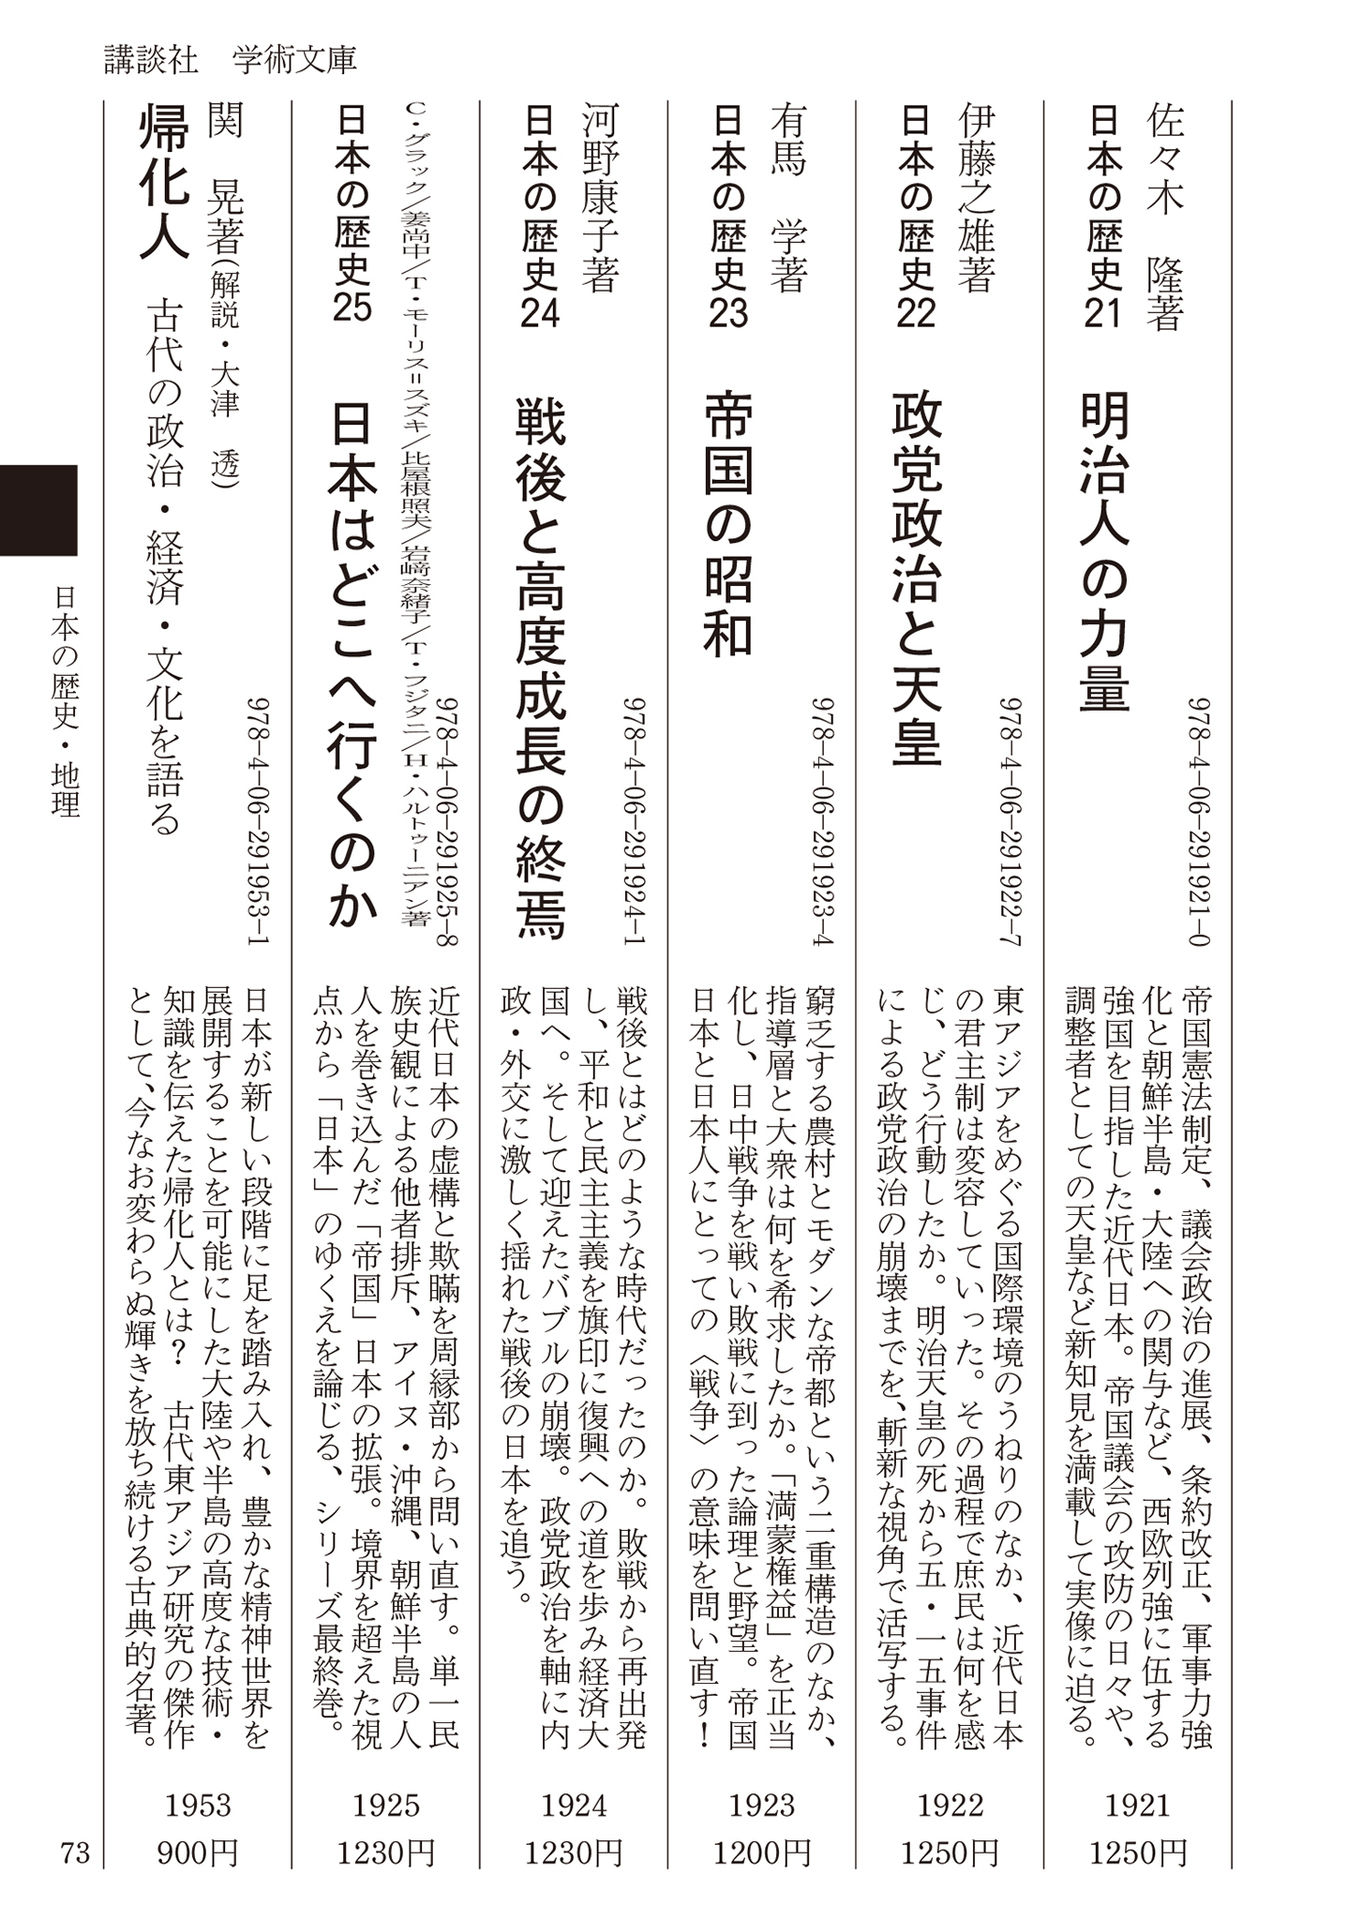 講談社　学術文庫
佐々木　隆著
日本の歴史21　明治人の力量
978-4-06-291921-0
帝国憲法制定、議会政治の進展、条約改正、軍事力強
化と朝鮮半島・大陸への関与など、西欧列強に伍する
強国を目指した近代日本。帝国議会の攻防の日々や、
調整者としての天皇など新知見を満載して実像に迫る。
1921
1250円
伊藤之雄著
日本の歴史22　政党政治と天皇
978-4-06-291922-7
東アジアをめぐる国際環境のうねりのなか、近代日本
の君主制は変容していった。その過程で庶民は何を感
じ、どう行動したか。明治天皇の死から五・一五事件
による政党政治の崩壊までを、斬新な視角で活写する。
1922
1250円
有馬　学著
日本の歴史23　帝国の昭和
978-4-06-291923-4
窮乏する農村とモダンな帝都という二重構造のなか、
指導層と大衆は何を希求したか。「満蒙権益」を正当
化し、日中戦争を戦い敗戦に到った論理と野望。帝国
日本と日本人にとっての〈戦争〉の意味を問い直す！
1923
1200円
河野康子著
日本の歴史24　戦後と高度成長の終焉
978-4-06-291924-1
戦後とはどのような時代だったのか。敗戦から再出発
し、平和と民主主義を旗印に復興への道を歩み経済大
国へ。そして迎えたバブルの崩壊。政党政治を軸に内
政・外交に激しく揺れた戦後の日本を追う。
1924
1230円
C・グラック／姜尚中／T・モーリス＝スズキ／比屋根照夫／岩﨑奈緒子／T・フジタニ／H・ハルトゥーニアン著
日本の歴史25　日本はどこへ行くのか
978-4-06-291925-8
近代日本の虚構と欺瞞を周縁部から問い直す。単一民
族史観による他者排斥、アイヌ・沖縄、朝鮮半島の人
人を巻き込んだ「帝国」日本の拡張。境界を超えた視
点から「日本」のゆくえを論じる、シリーズ最終巻。
1925
1230円
関　晃著（解説・大津　透）
帰化人　古代の政治・経済・文化を語る
978-4-06-291953-1
日本が新しい段階に足を踏み入れ、豊かな精神世界を
展開することを可能にした大陸や半島の高度な技術・
知識を伝えた帰化人とは？　古代東アジア研究の傑作
として、今なお変わらぬ輝きを放ち続ける古典的名著。
1953
900円
日本の歴史・地理
73